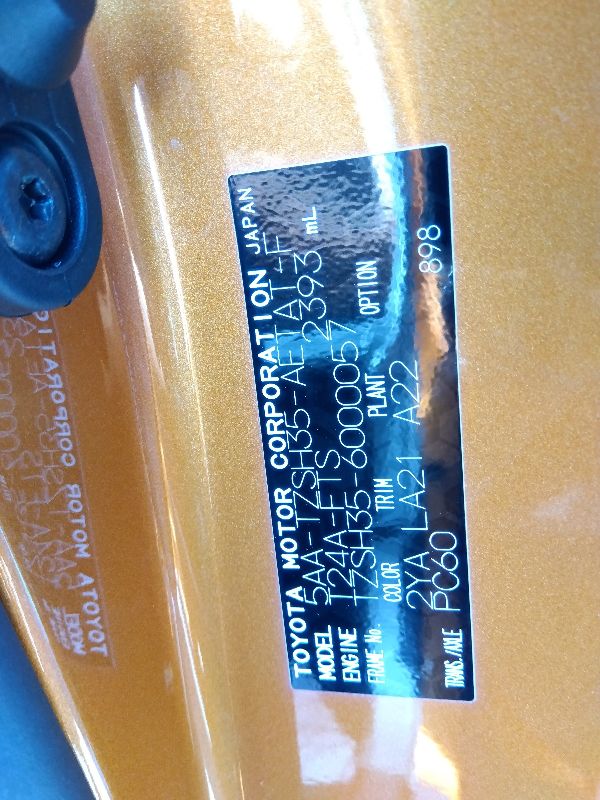 TOYOTA MOTOR CORPORATION JAPAN
MODEL 5AA-TZSH35-AETAT-F
ENGINE T24A-FTS 2393 mL
FRAME No. TZSH35-6000057
COLOR TRIM PLANT OPTION
2YA LA21 A22 898
TRANS./AXLE PC60